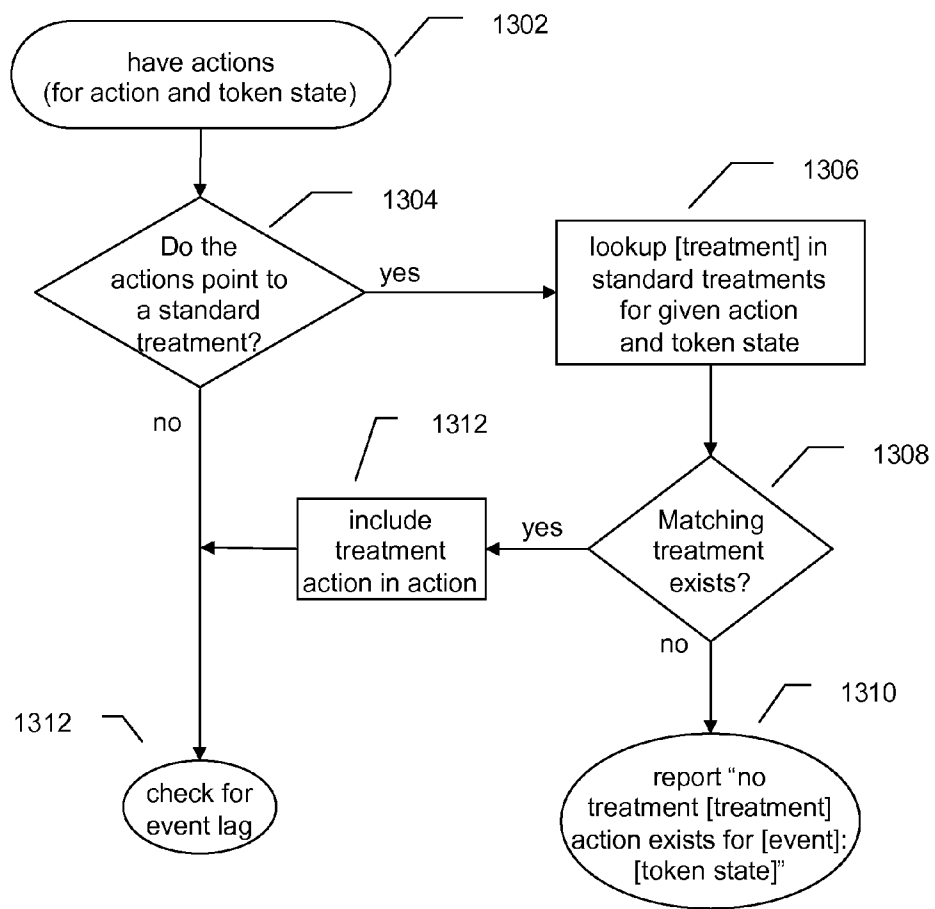 1302
have actions
(for action and token state)
1304
Do the
actions point to
a standard
treatment?
yes
1306
lookup [treatment] in
standard treatments
for given action
and token state
no
1312
include
treatment
action in action
yes
1308
Matching
treatment
exists?
no
1312
check for
event lag
1310
report “no
treatment [treatment]
action exists for [event]:
[token state]”